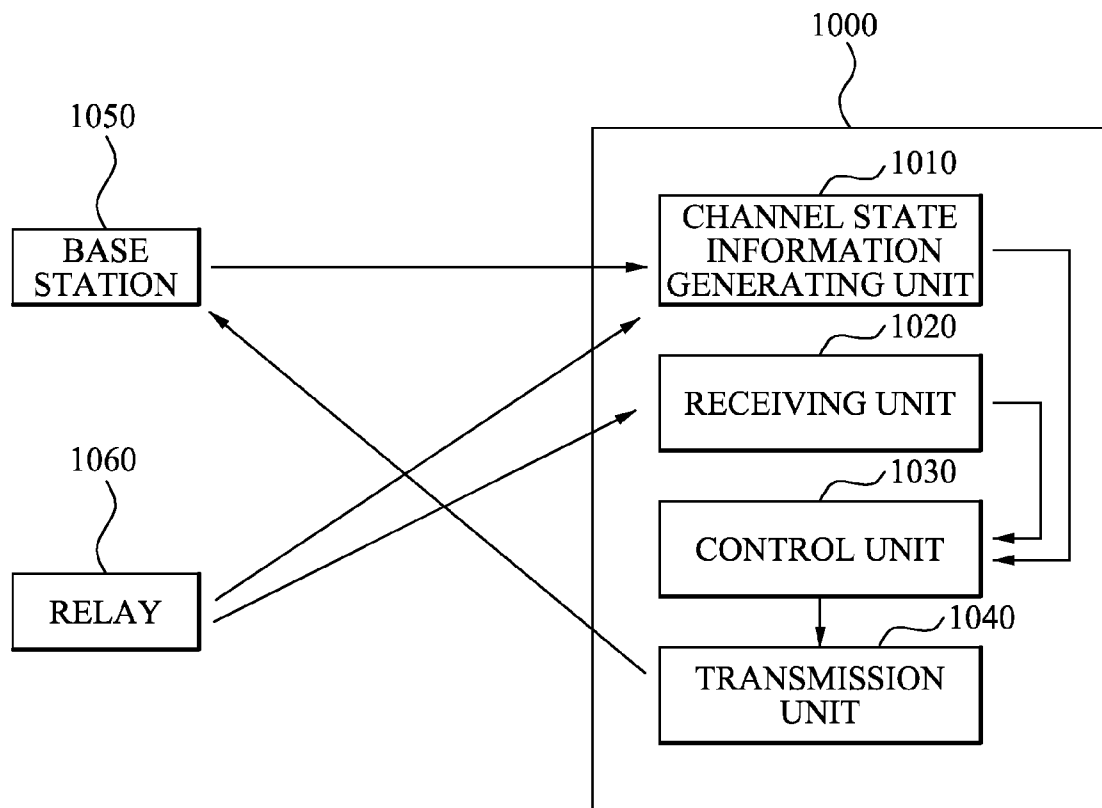 1000
1050
BASE
STATION
1010
CHANNEL STATE
INFORMATION
GENERATING UNIT
1020
RECEIVING UNIT
1060
RELAY
1030
CONTROL UNIT
1040
TRANSMISSION
UNIT